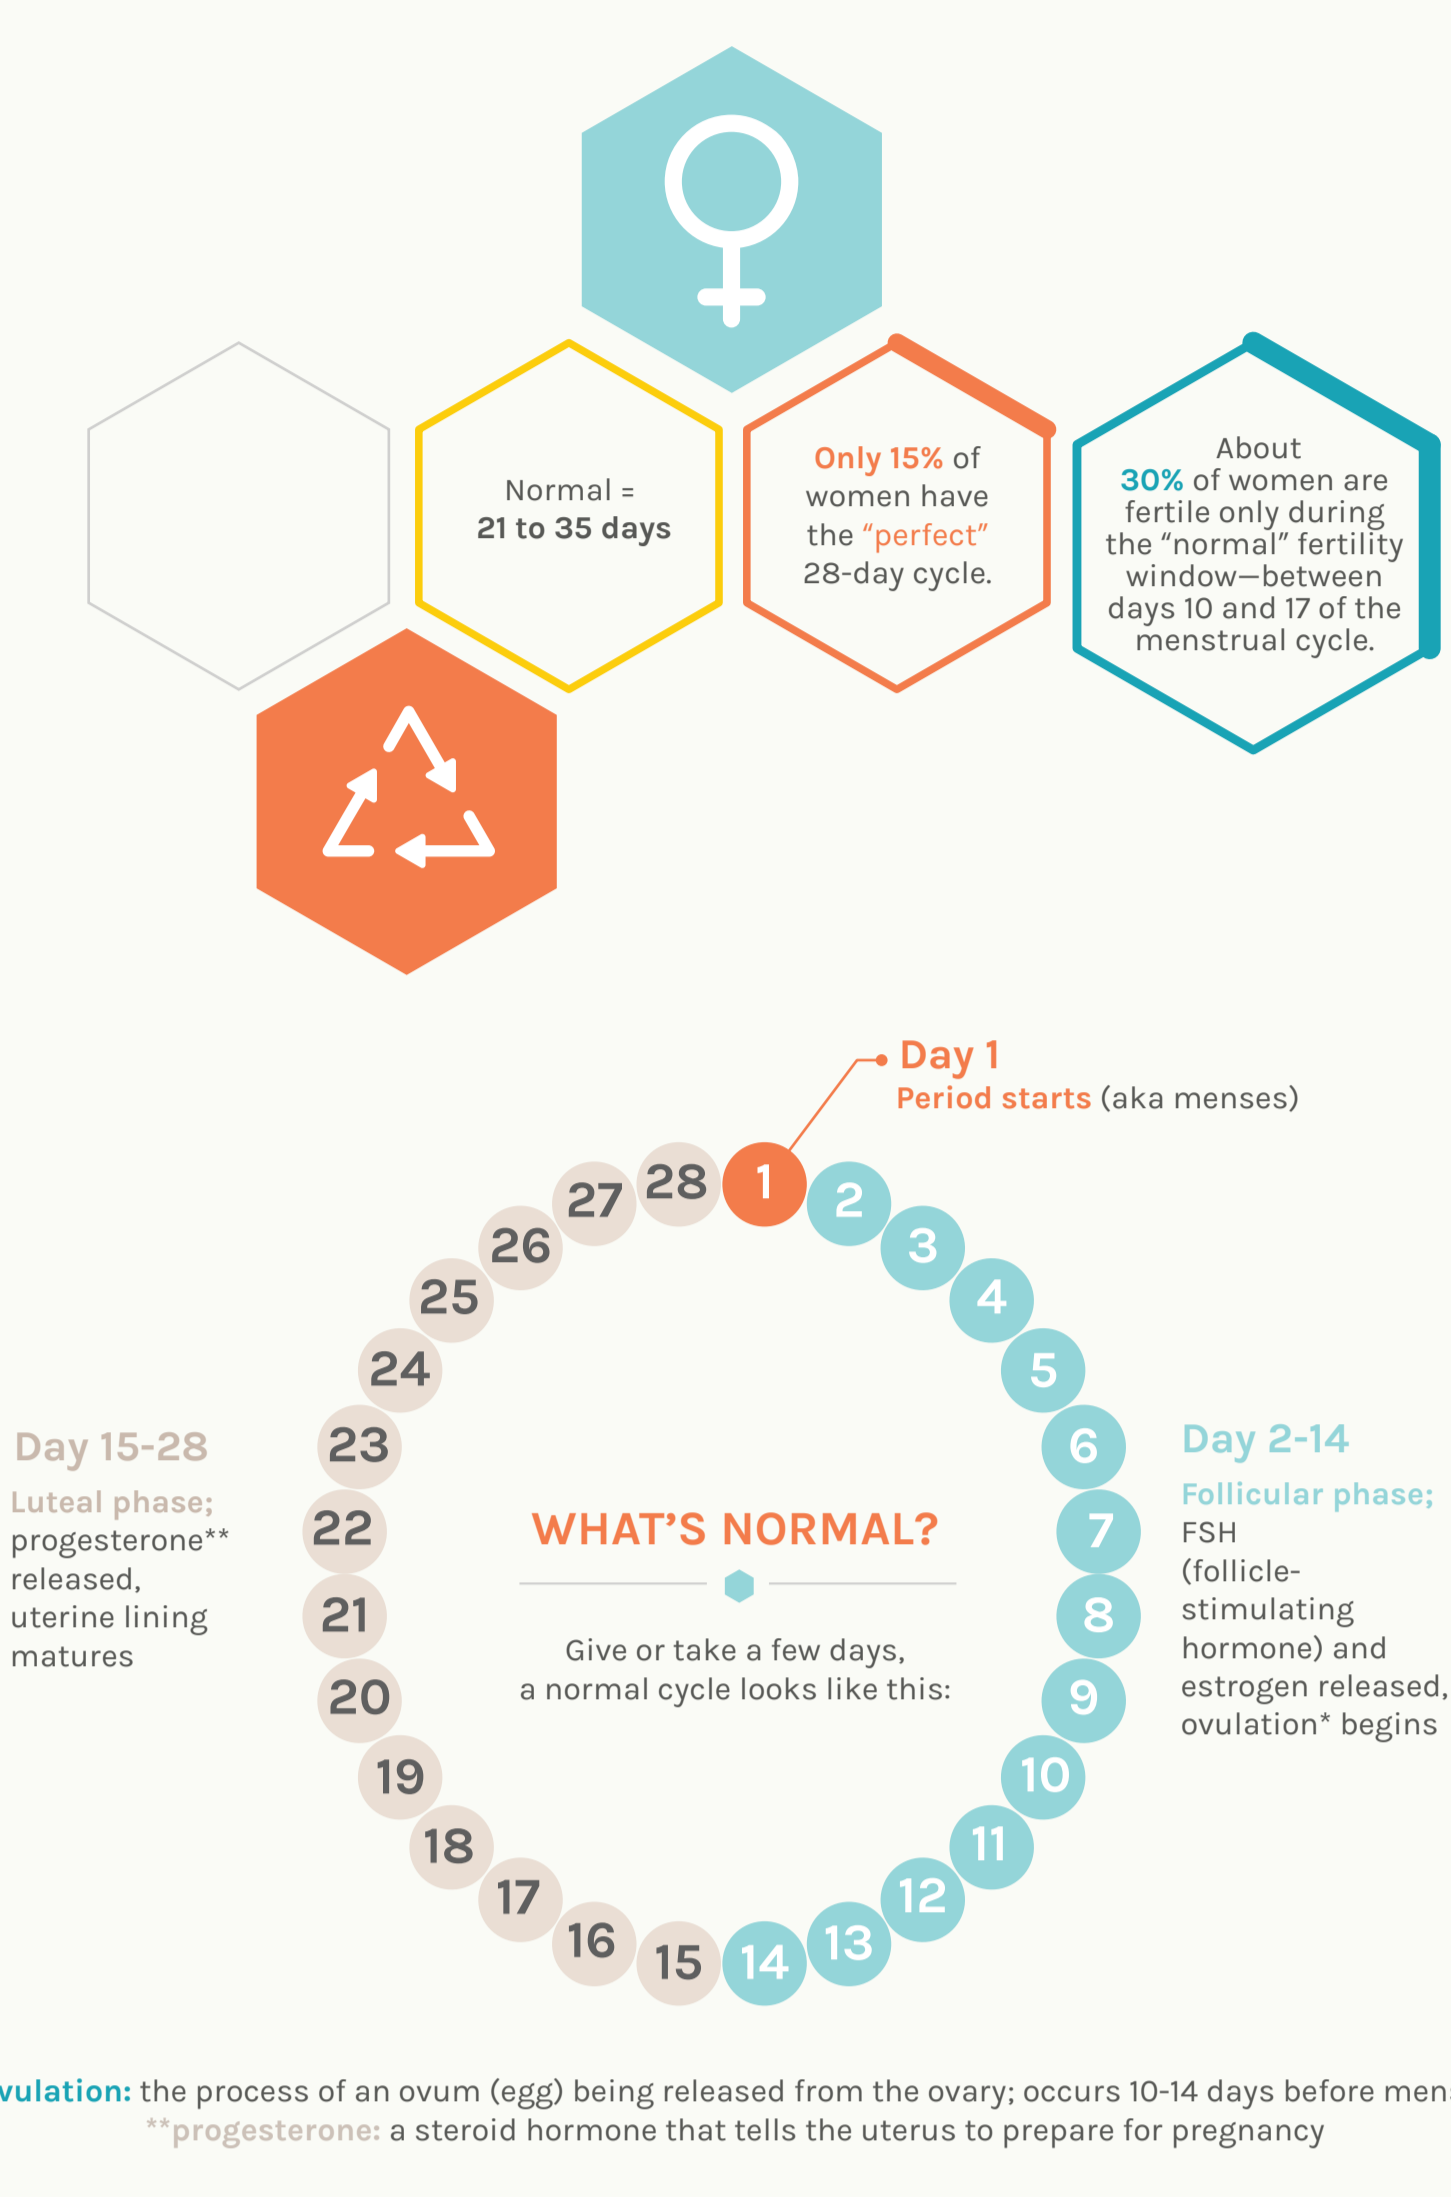 Normal =
21 to 35 days
Only 15% of
women have
the “perfect”
28-day cycle.
About
30% of women are
fertile only during
the “normal” fertility
window—between
days 10 and 17 of the
menstrual cycle.
Day 1
Period starts (aka menses)
1
2
3
4
5
6
7
8
9
10
11
12
13
14
15
16
17
18
19
20
21
22
23
24
25
26
27
28
Day 2-14
Follicular phase;
FSH
(follicle-
stimulating
hormone) and
estrogen released,
ovulation* begins
Day 15-28
Luteal phase;
progesterone**
released,
uterine lining
matures
WHAT’S NORMAL?
Give or take a few days,
a normal cycle looks like this:
vulation: the process of an ovum (egg) being released from the ovary; occurs 10-14 days before men
**progesterone: a steroid hormone that tells the uterus to prepare for pregnancy